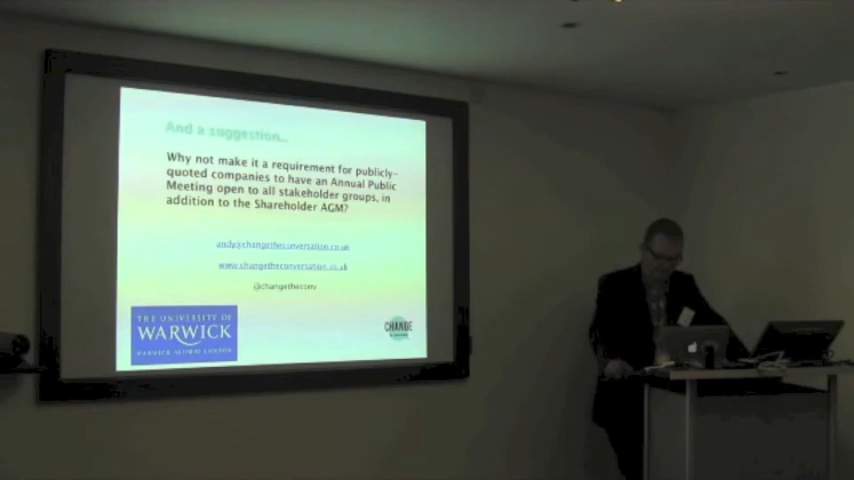 And a suggestion...
Why not make it a requirement for publicly-
quoted companies to have an Annual Public
Meeting open to all stakeholder groups, in
addition to the Shareholder AGM?
andy@changetheconversation.co.uk
www.changetheconversation.co.uk
@changetheconv
THE UNIVERSITY OF
WARWICK
WARWICK ALUMNI LONDON
CHANGE